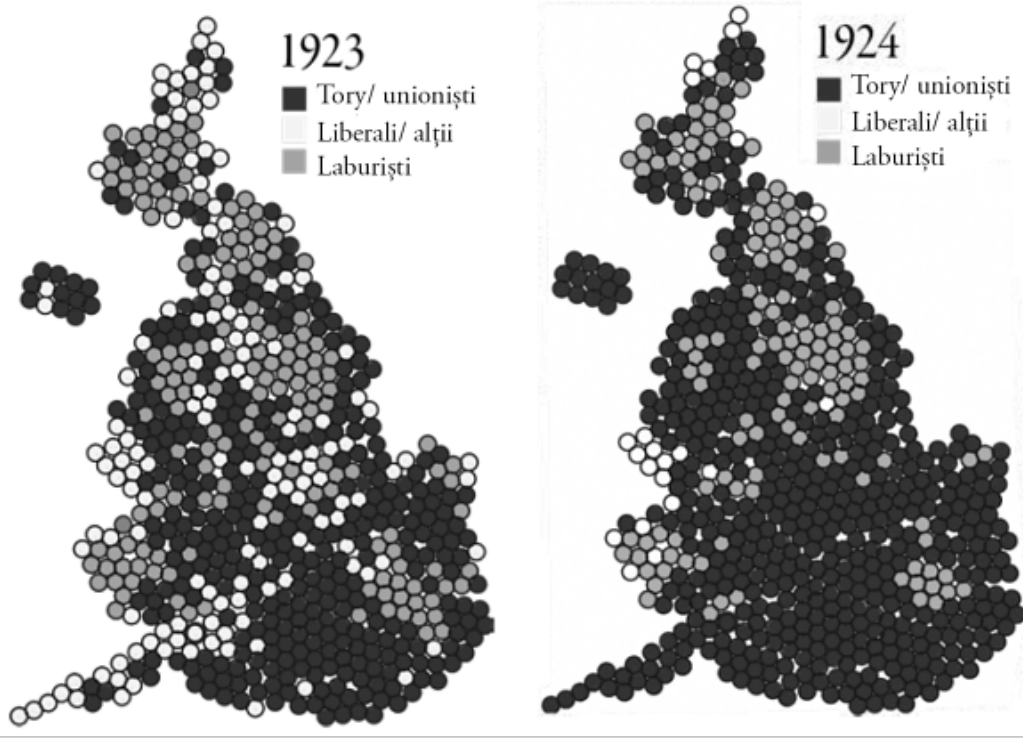 1923
Tory/ unioniști
Liberali/ alții
Laburiști
1924
Tory/ unioniști
Liberali/ alții
Laburiști